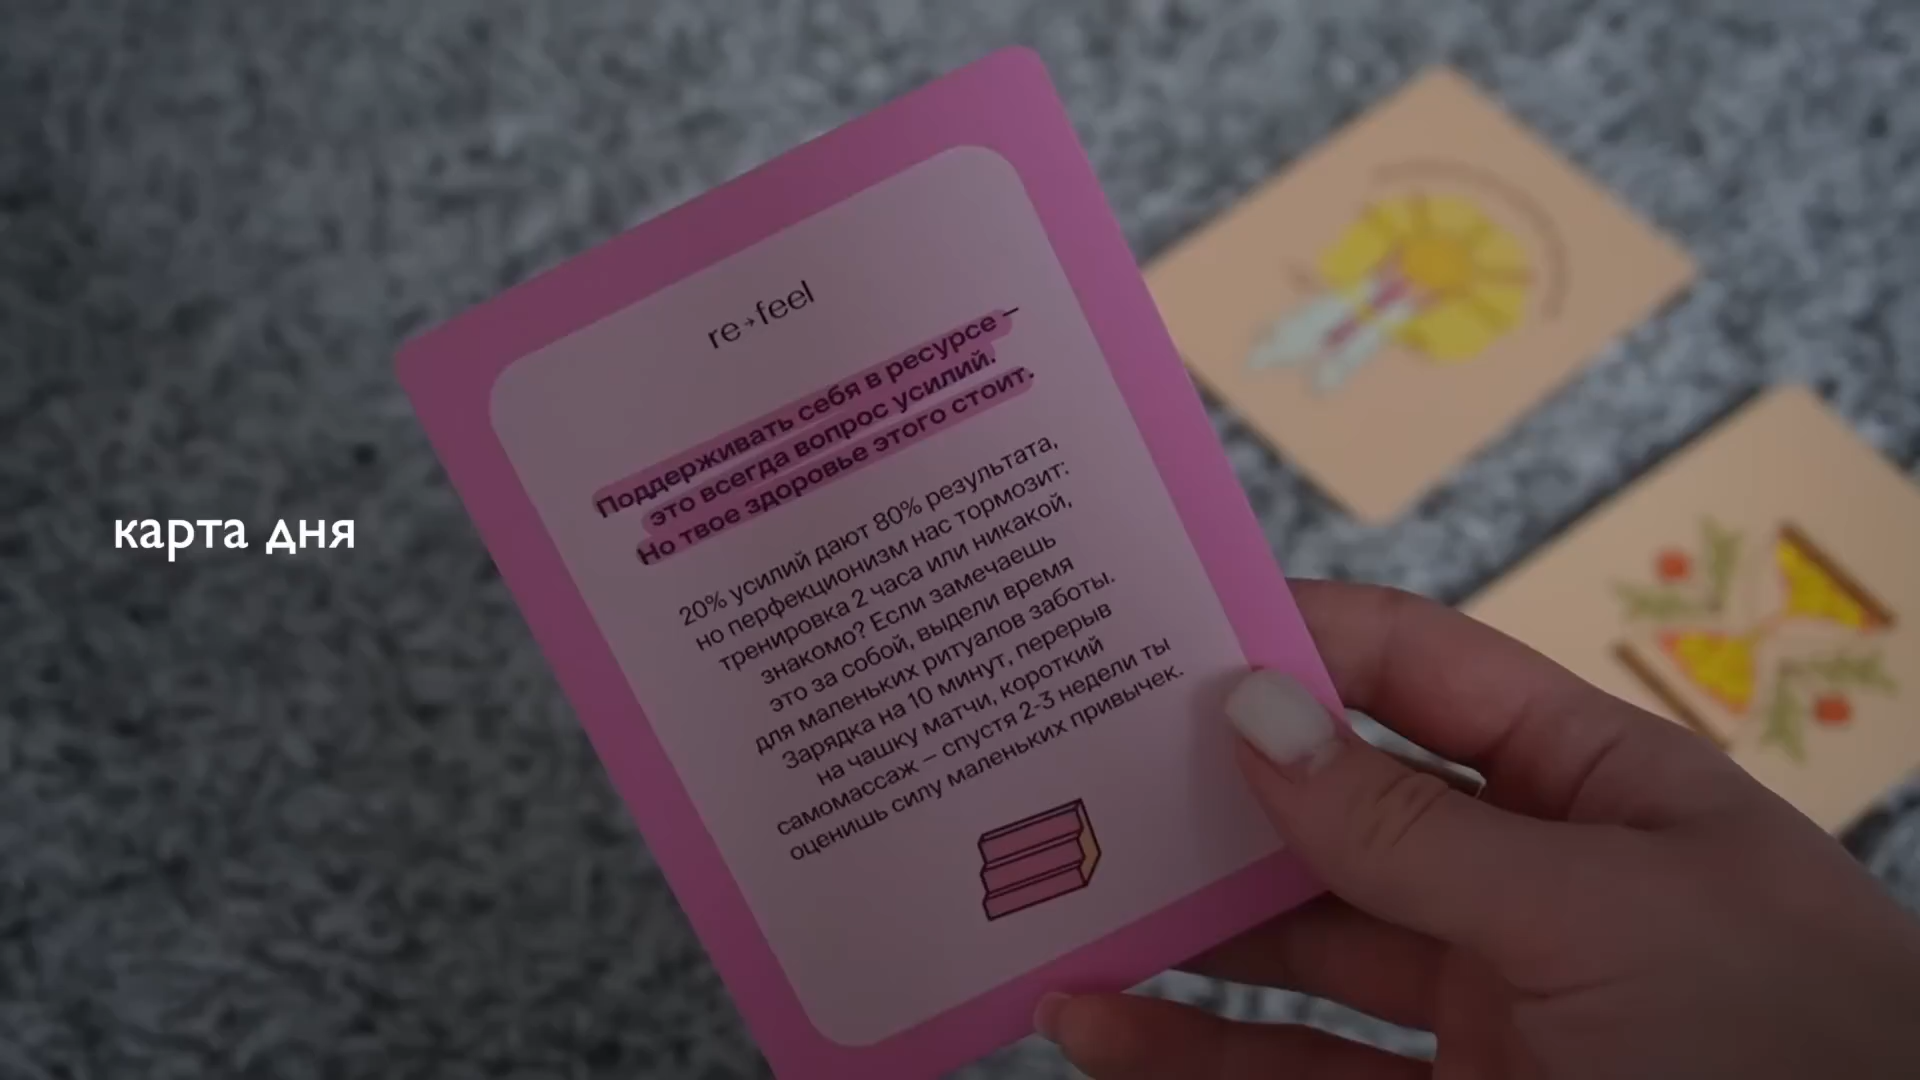 карта дня
re→feel
Поддерживать себя в ресурсе –
это всегда вопрос усилий.
Но твое здоровье этого стоит.
20% усилий дают 80% результата,
но перфекционизм нас тормозит:
тренировка 2 часа или никакой,
знакомо? Если замечаешь
это за собой, выдели время
для маленьких ритуалов заботы.
Зарядка на 10 минут, перерыв
на чашку матчи, короткий
самомассаж – спустя 2-3 недели ты
оценишь силу маленьких привычек.